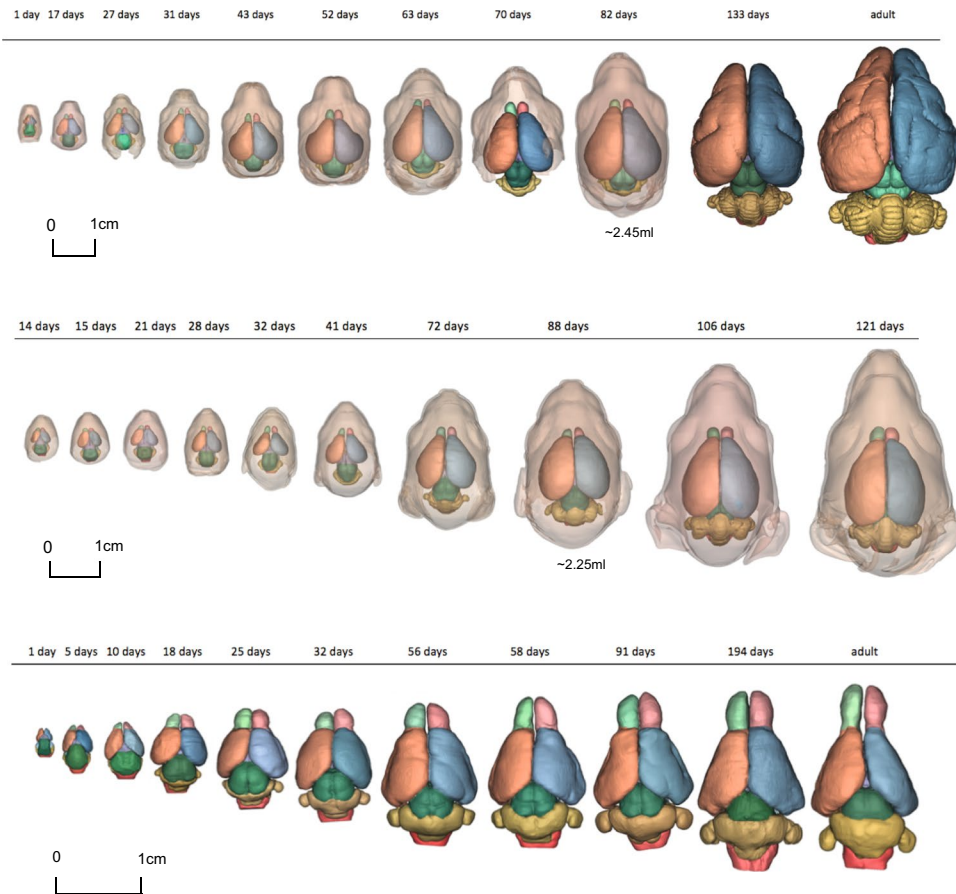 1 day 17 days 27 days 31 days 43 days 52 days 63 days 70 days 82 days 133 days adult
0 1cm
~2.45ml
14 days 15 days 21 days 28 days 32 days 41 days 72 days 88 days 106 days 121 days
0 1cm
~2.25ml
1 day 5 days 10 days 18 days 25 days 32 days 56 days 58 days 91 days 194 days adult
0 1cm